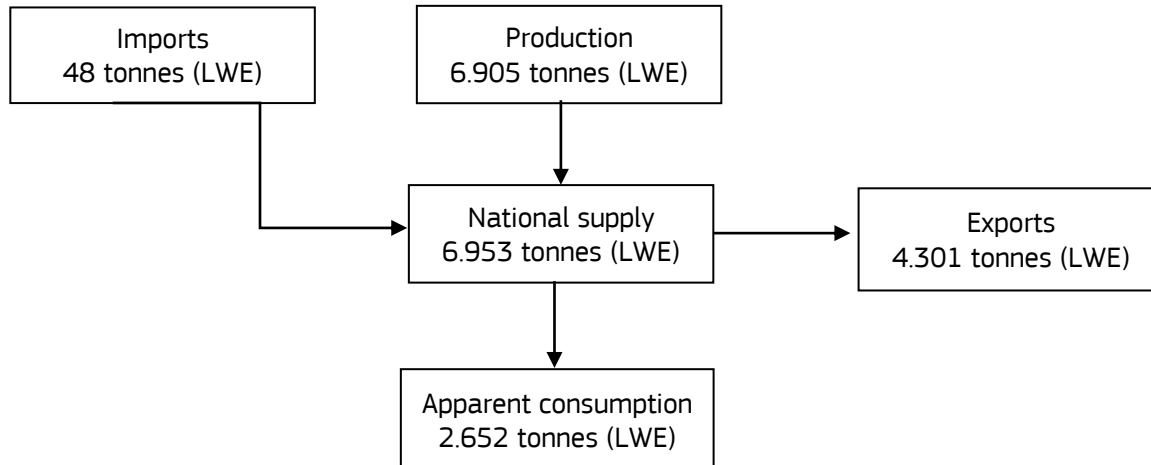 Imports
48 tonnes (LWE)
Production
6.905 tonnes (LWE)
National supply
6.953 tonnes (LWE)
Exports
4.301 tonnes (LWE)
Apparent consumption
2.652 tonnes (LWE)